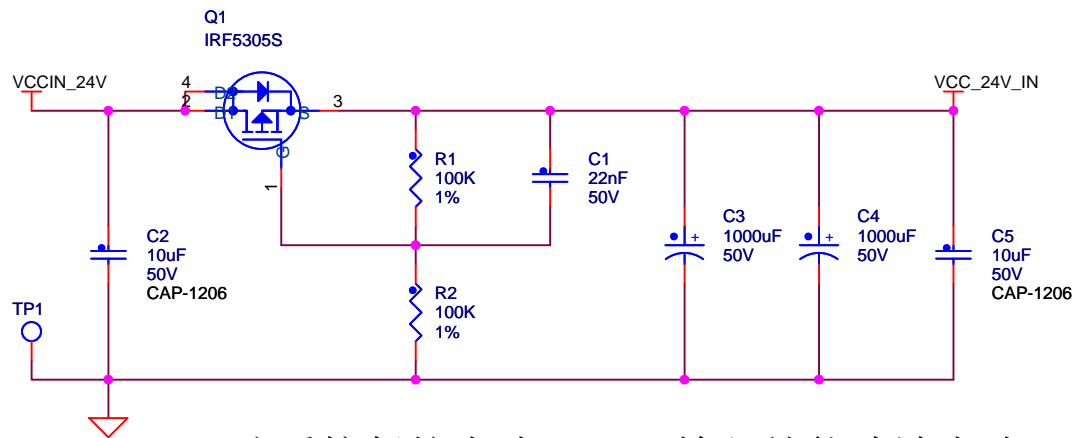 Q1
IRF5305S
VCCIN_24V
4
2
D1
S
3
G
1
VCC_24V_IN
R1
100K
1%
C1
22nF
50V
C2
10uF
50V
CAP-1206
C3
1000uF
50V
+
C4
1000uF
50V
+
C5
10uF
50V
CAP-1206
R2
100K
1%
TP1